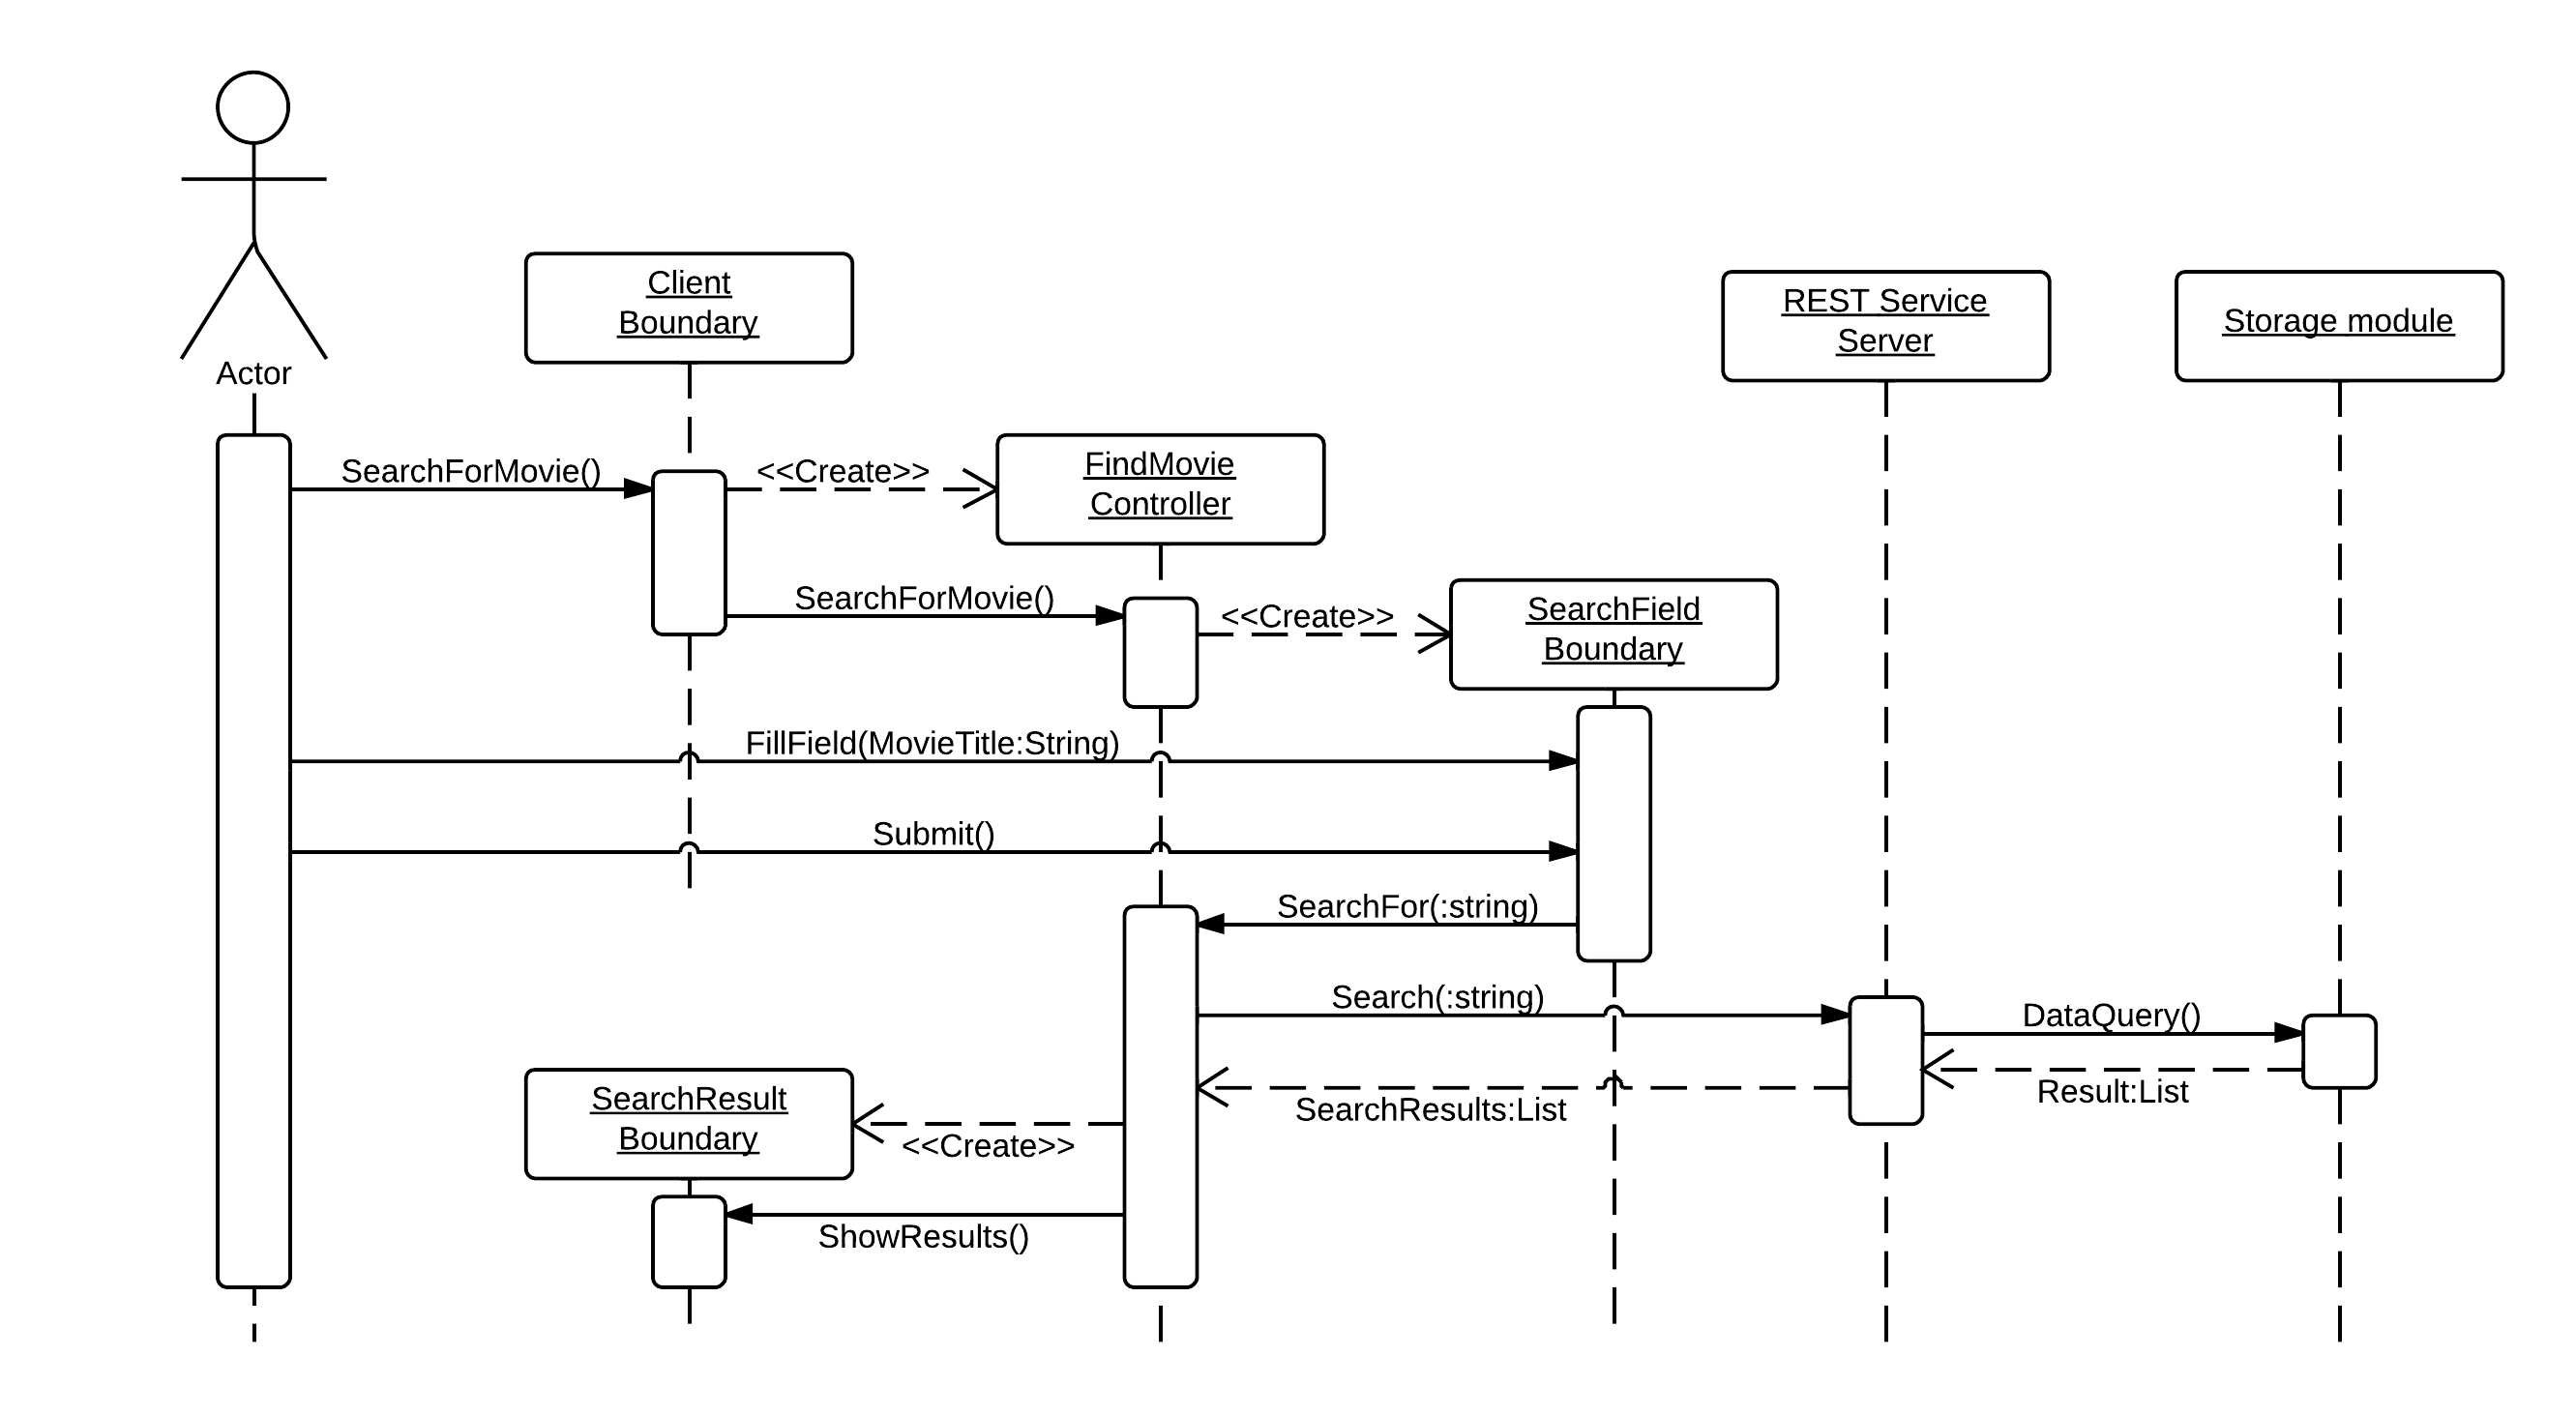 Actor
Client
Boundary
REST Service
Server
Storage module
SearchForMovie()
<<Create>>
FindMovie
Controller
SearchForMovie()
<<Create>>
SearchField
Boundary
FillField(MovieTitle:String)
Submit()
SearchFor(:string)
Search(:string)
DataQuery()
Result:List
SearchResults:List
SearchResult
Boundary
<<Create>>
ShowResults()